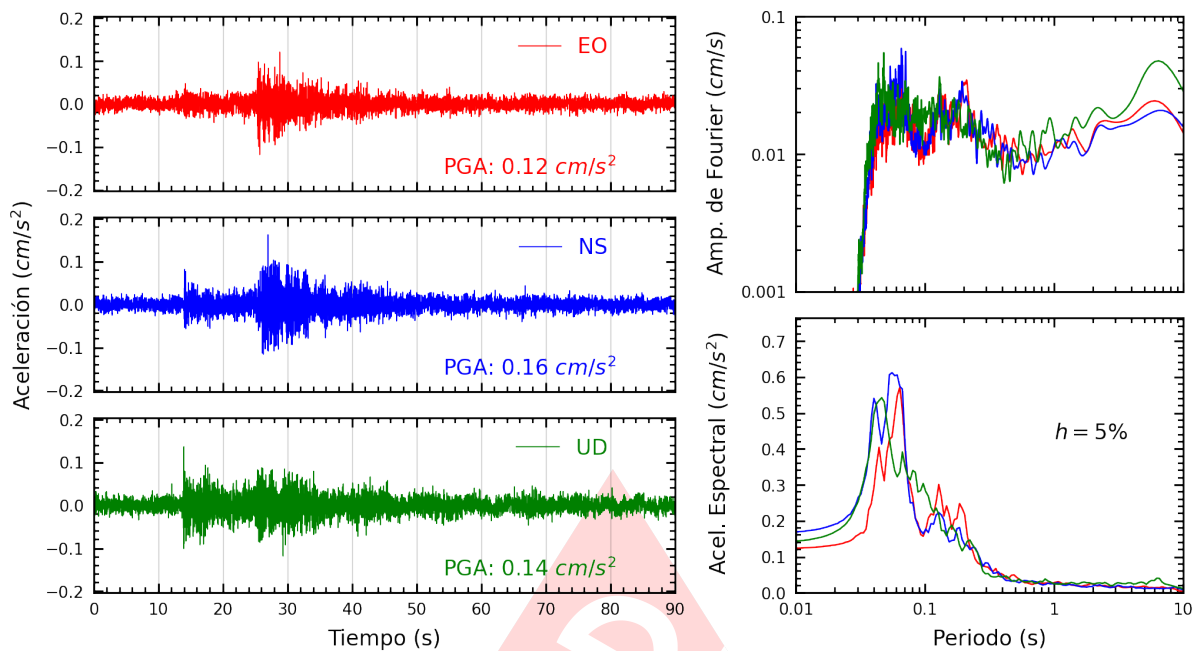 Aceleración (cm/s²)
0.2
0.1
0.0
−0.1
−0.2
EO
PGA: 0.12 cm/s²
0.2
0.1
0.0
−0.1
−0.2
NS
PGA: 0.16 cm/s²
0.2
0.1
0.0
−0.1
−0.2
UD
PGA: 0.14 cm/s²
0 10 20 30 40 50 60 70 80 90
Tiempo (s)
Amp. de Fourier (cm/s)
0.1
0.01
0.001
Acel. Espectral (cm/s²)
0.7
0.6
0.5
0.4
0.3
0.2
0.1
0.0
h = 5%
0.01 0.1 1 10
Periodo (s)